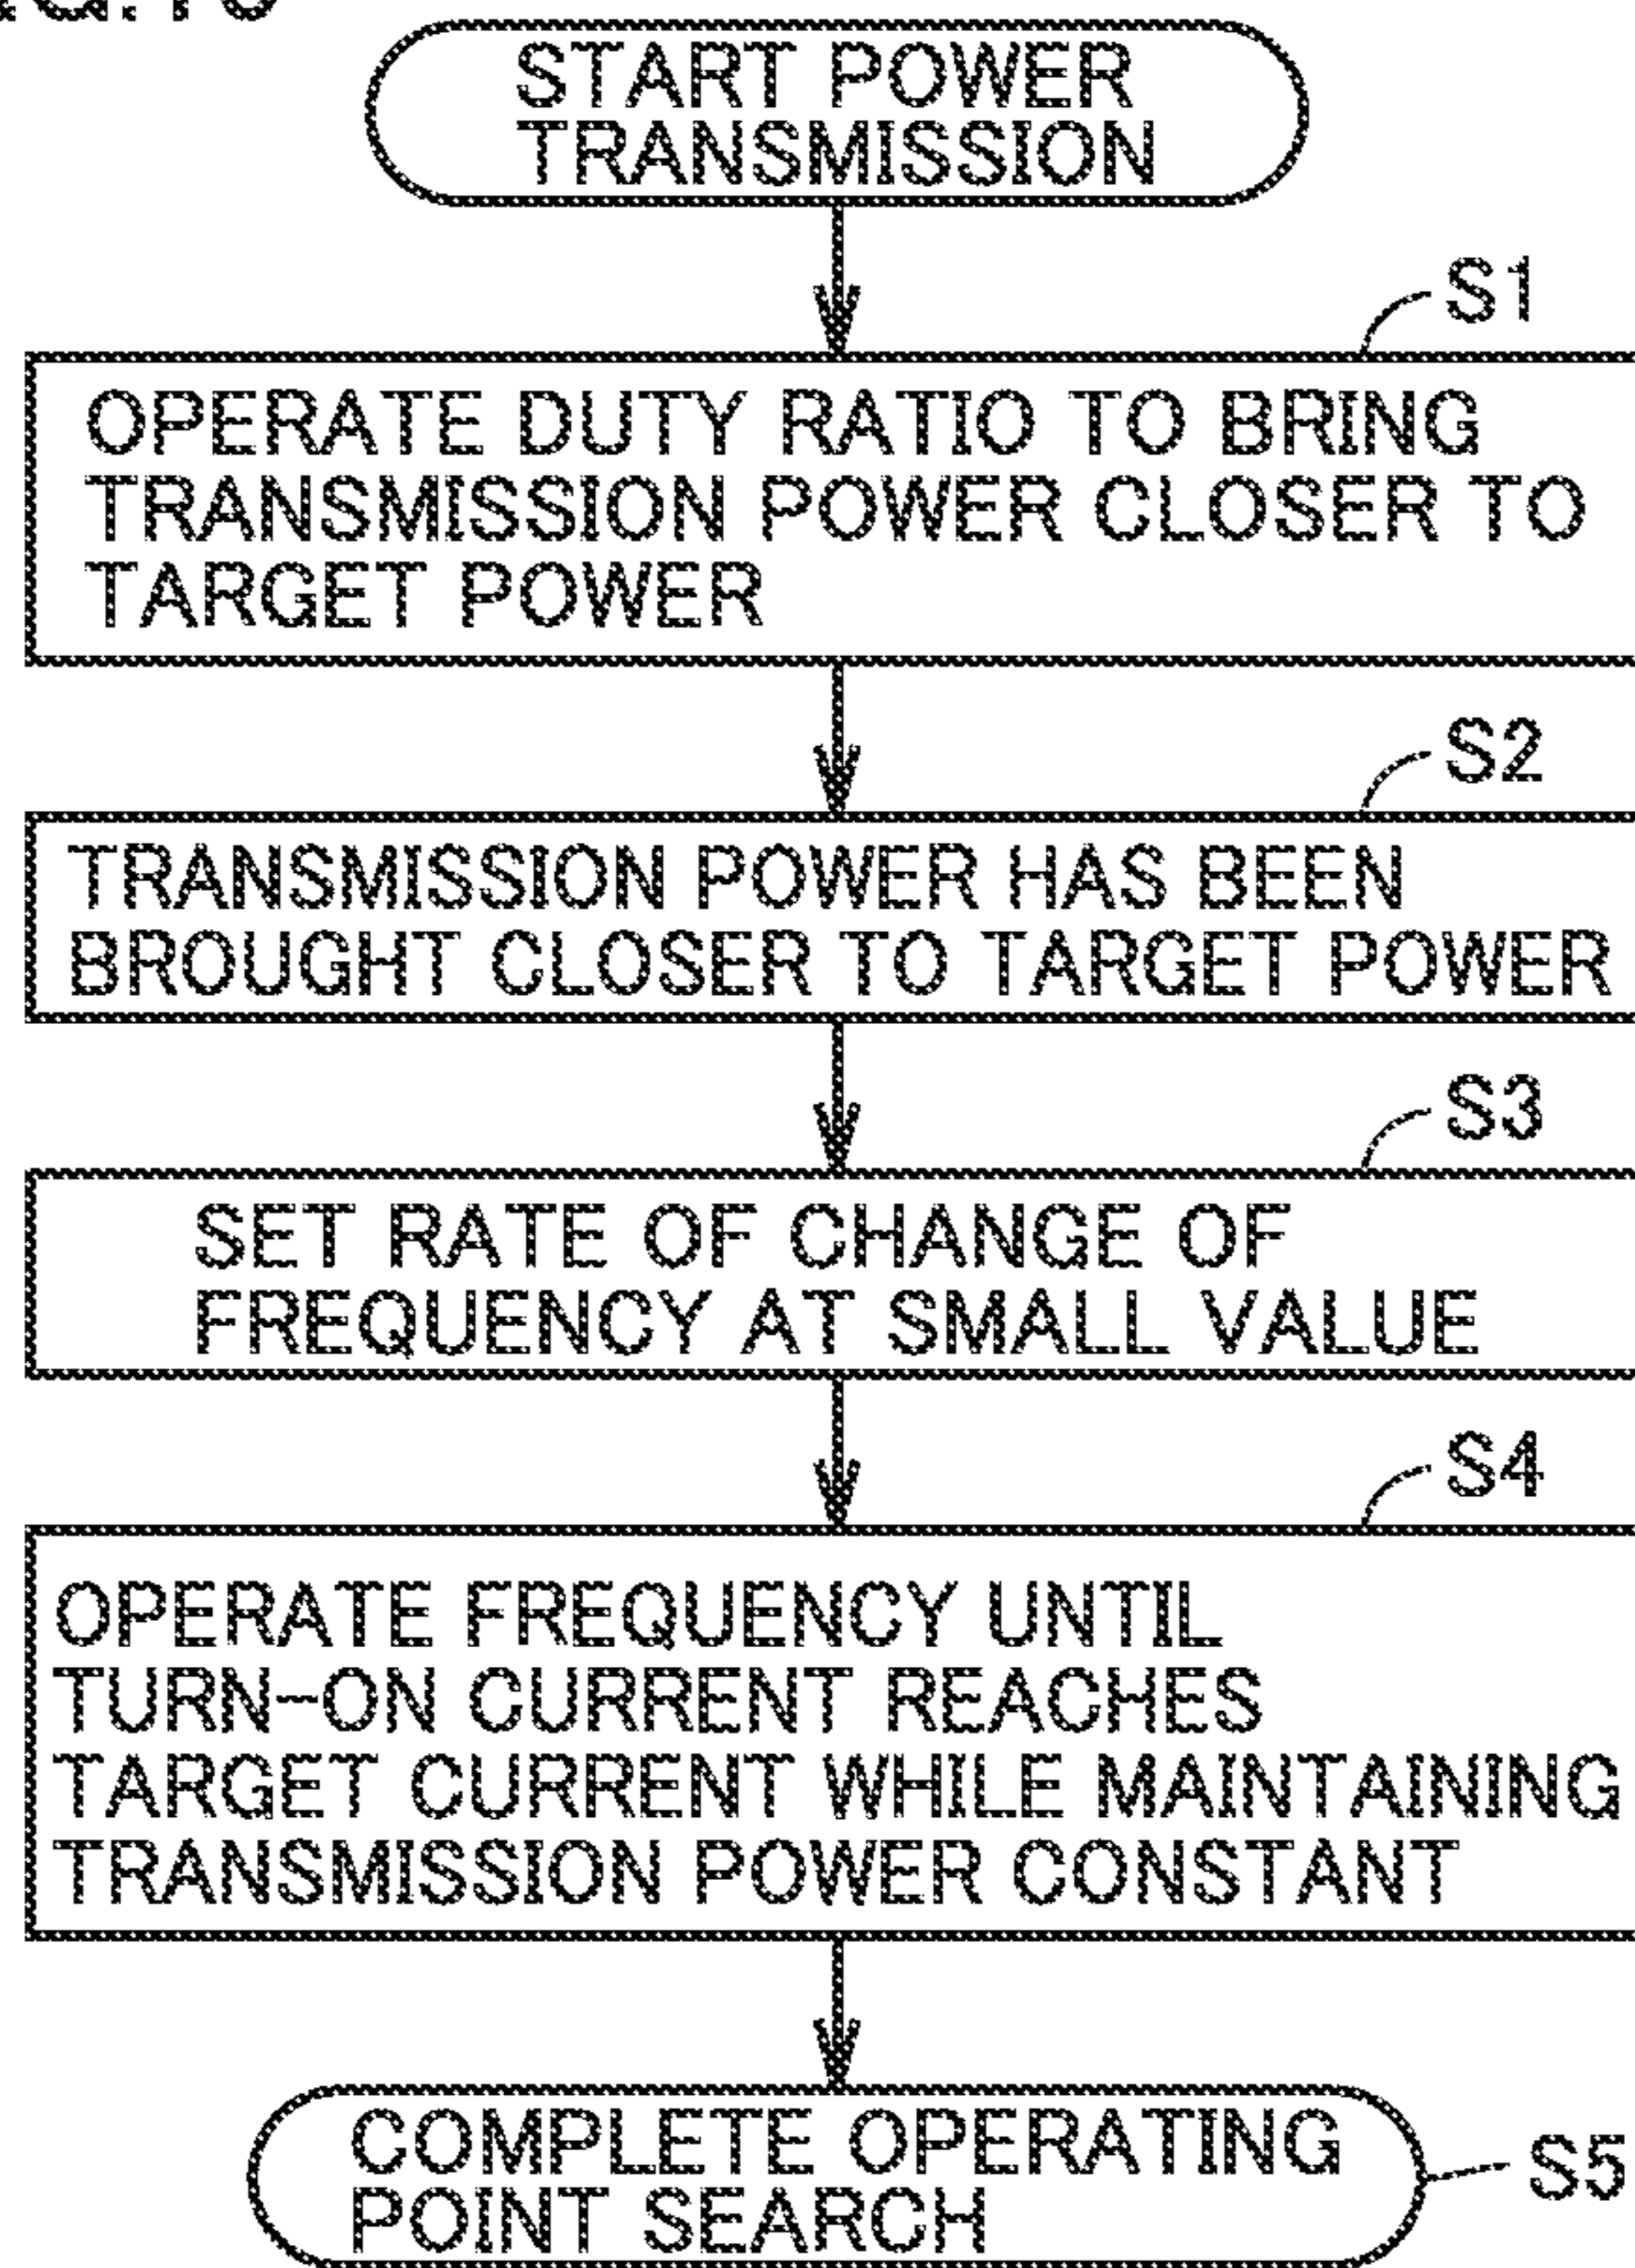 START POWER
TRANSMISSION
S1
OPERATE DUTY RATIO TO BRING
TRANSMISSION POWER CLOSER TO
TARGET POWER
S2
TRANSMISSION POWER HAS BEEN
BROUGHT CLOSER TO TARGET POWER
S3
SET RATE OF CHANGE OF
FREQUENCY AT SMALL VALUE
S4
OPERATE FREQUENCY UNTIL
TURN-ON CURRENT REACHES
TARGET CURRENT WHILE MAINTAINING
TRANSMISSION POWER CONSTANT
COMPLETE OPERATING
POINT SEARCH
S5